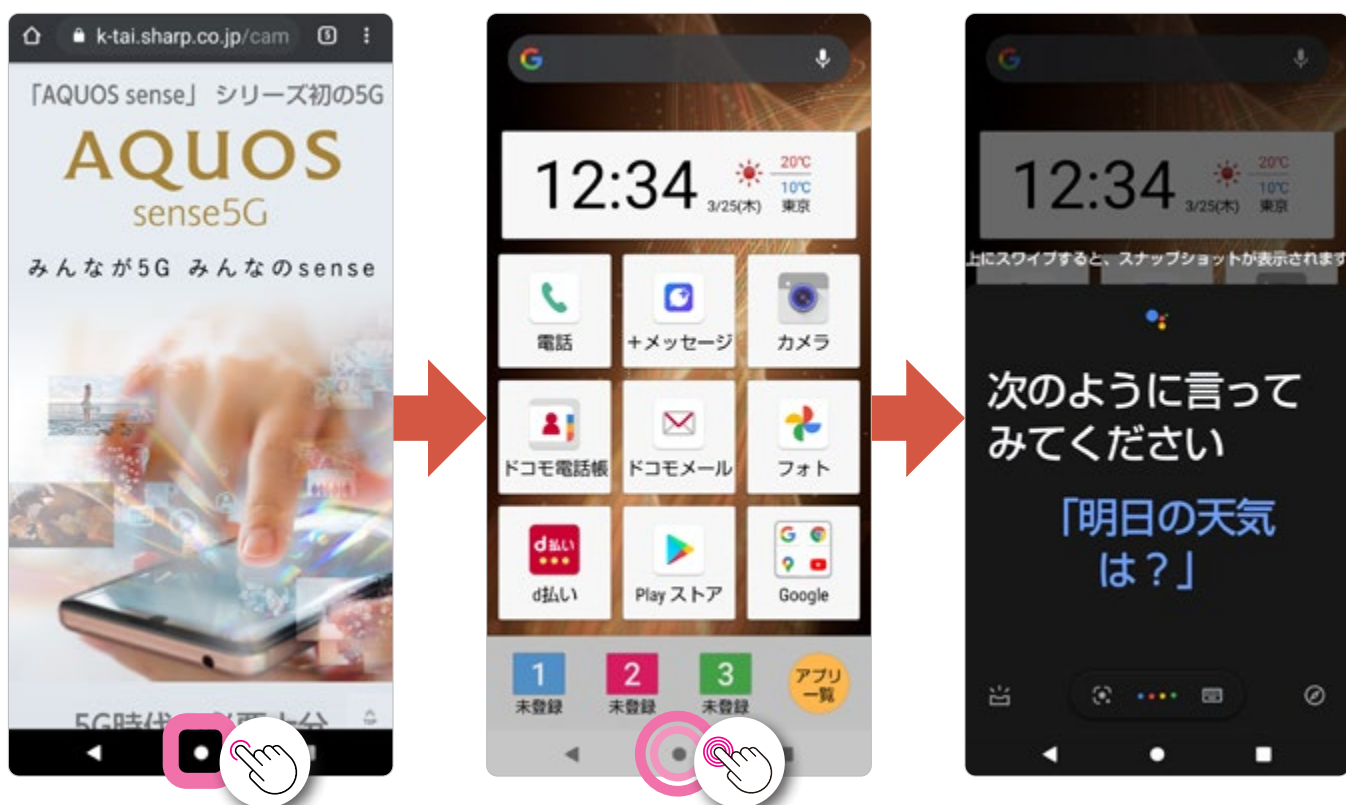 k-tai.sharp.co.jp/cam
5
「AQUOS sense」 シリーズ初の5G
AQUOS
sense5G
みんなが5G みんなのsense
12:34
20℃
10℃
3/25(木)
東京
電話
+メッセージ
カメラ
ドコモ電話帳
ドコモメール
フォト
d払い
d払い
Play ストア
Google
1
未登録
2
未登録
3
未登録
アプリ
一覧
12:34
20℃
10℃
3/25(木)
東京
上にスワイプすると、スナップショットが表示されます
次のように言って
みてください
「明日の天気
は？」